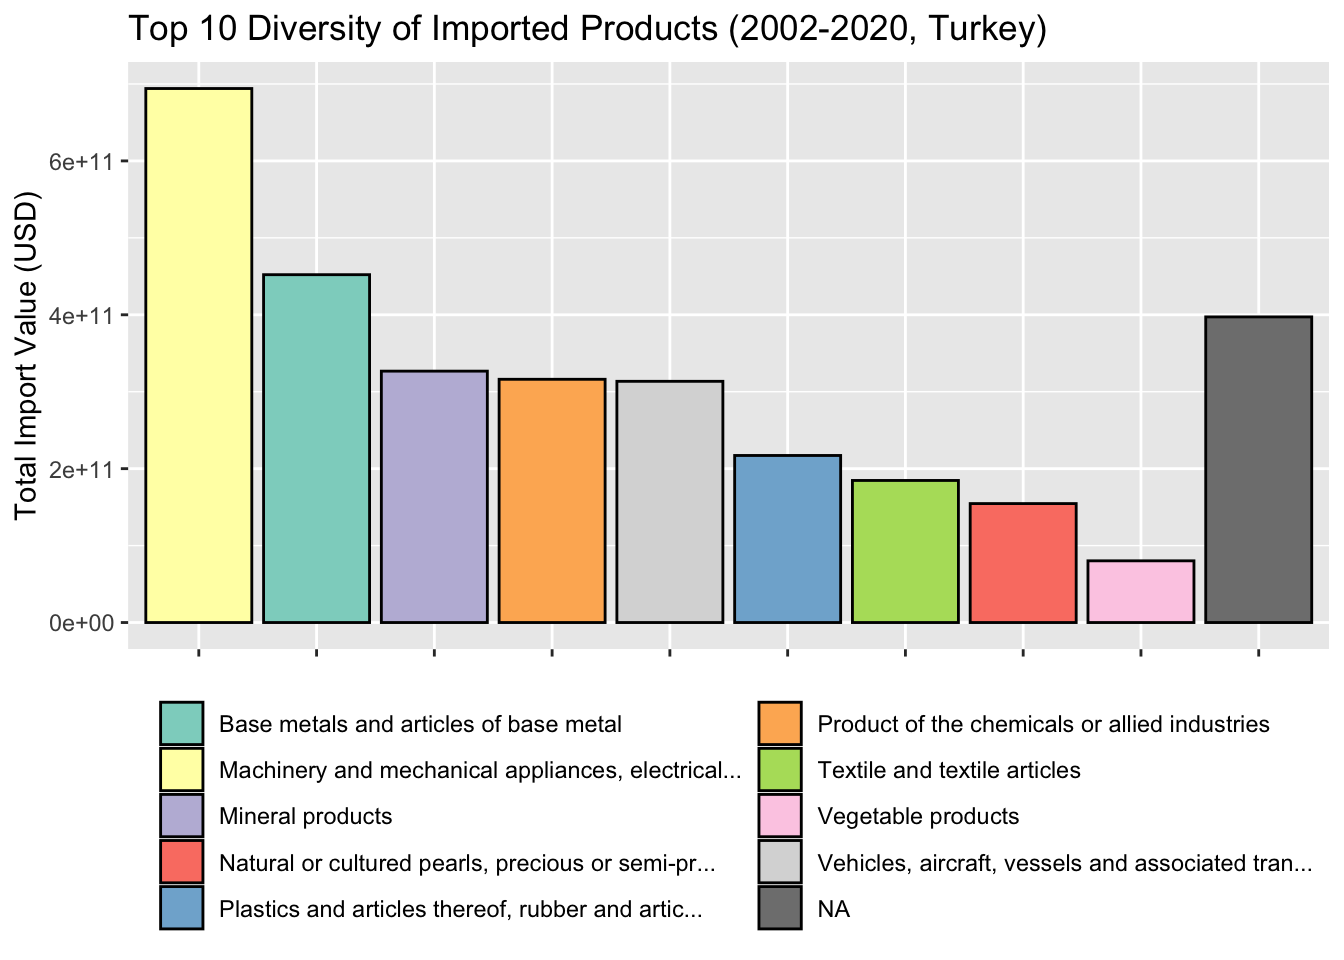 Top 10 Diversity of Imported Products (2002-2020, Turkey)
Total Import Value (USD)
6e+11
4e+11
2e+11
0e+00
Base metals and articles of base metal
Machinery and mechanical appliances, electrical...
Mineral products
Natural or cultured pearls, precious or semi-pr...
Plastics and articles thereof, rubber and artic...
Product of the chemicals or allied industries
Textile and textile articles
Vegetable products
Vehicles, aircraft, vessels and associated tran...
NA